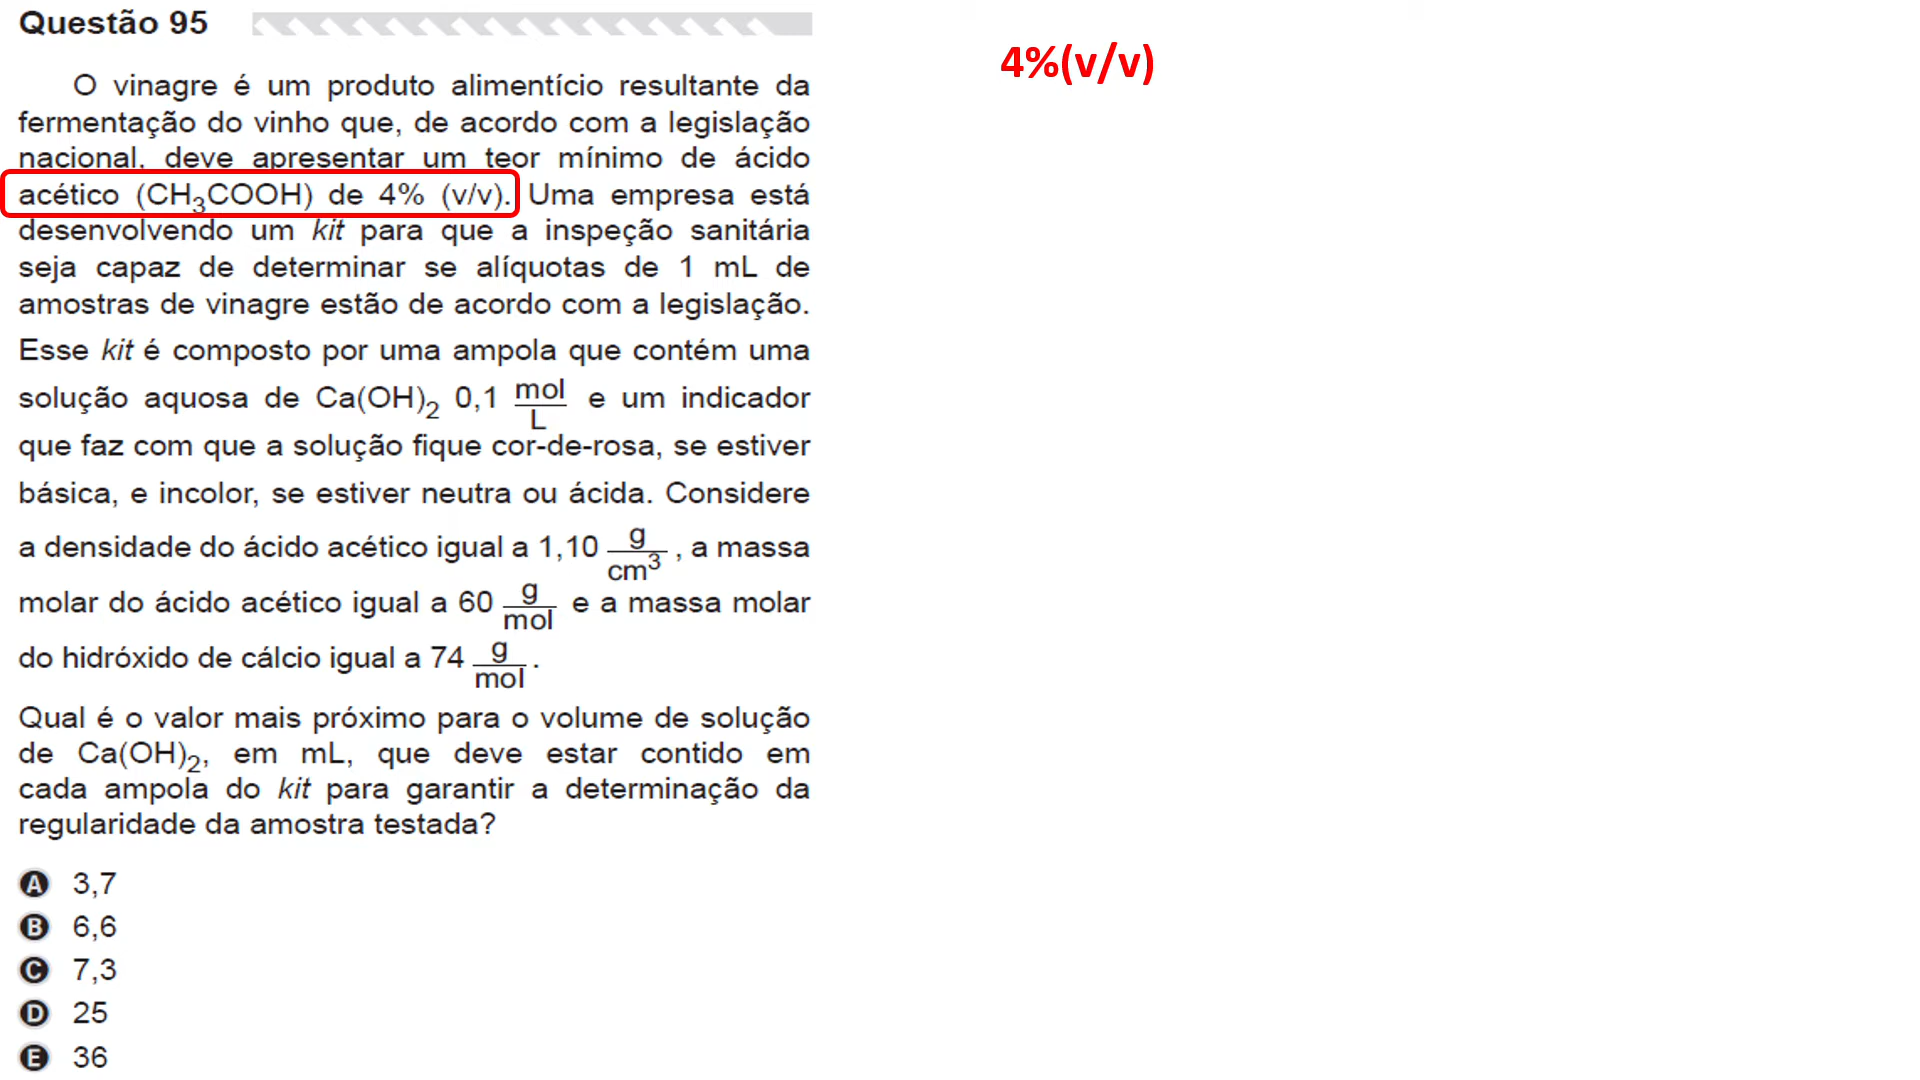 Questão 95
4%(v/v)
O vinagre é um produto alimentício resultante da
fermentação do vinho que, de acordo com a legislação
nacional, deve apresentar um teor mínimo de ácido
acético (CH₃COOH) de 4% (v/v). Uma empresa está
desenvolvendo um kit para que a inspeção sanitária
seja capaz de determinar se alíquotas de 1 mL de
amostras de vinagre estão de acordo com a legislação.
Esse kit é composto por uma ampola que contém uma
solução aquosa de Ca(OH)₂ 0,1 mol/L e um indicador
que faz com que a solução fique cor-de-rosa, se estiver
básica, e incolor, se estiver neutra ou ácida. Considere
a densidade do ácido acético igual a 1,10 g/cm³, a massa
molar do ácido acético igual a 60 g/mol e a massa molar
do hidróxido de cálcio igual a 74 g/mol.
Qual é o valor mais próximo para o volume de solução
de Ca(OH)₂, em mL, que deve estar contido em
cada ampola do kit para garantir a determinação da
regularidade da amostra testada?
A 3,7
B 6,6
C 7,3
D 25
E 36